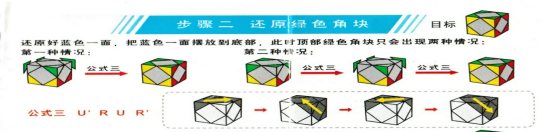 步骤二 还原绿色角块
目标
还原好蓝色一面，把蓝色一面摆放到底部，此时顶部绿色角块只会出现两种情况：
第一种情况： 第二种情况：
公式三 公式三 公式三
公式三 U' R U R'